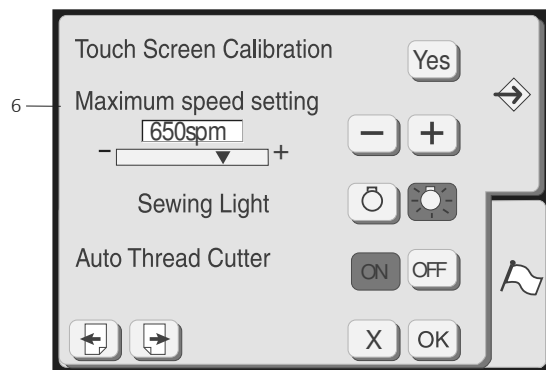 Touch Screen Calibration Yes
6 Maximum speed setting
650spm
- +
- +
Sewing Light
Auto Thread Cutter ON OFF
X OK